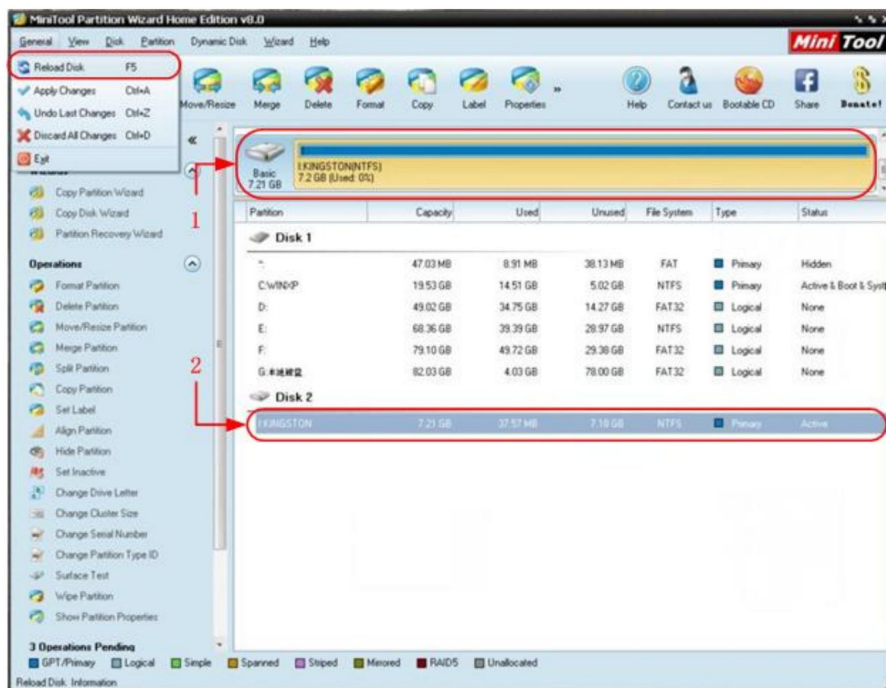 MiniTool Partition Wizard Home Edition v8.0
General View Disk Partition Dynamic Disk Wizard Help
Mini Tool
Reload Disk F5
Apply Changes Ctrl+A
Undo Last Changes Ctrl+Z
Discard All Changes Ctrl+D
Exit
Move/Resize Merge Delete Format Copy Label Properties » Help Contact us Bootable CD Share Donate!
Copy Partition Wizard
Copy Disk Wizard
Partition Recovery Wizard
Operations
Format Partition
Delete Partition
Move/Resize Partition
Merge Partition
Split Partition
Copy Partition
Set Label
Align Partition
Hide Partition
Set Inactive
Change Drive Letter
Change Cluster Size
Change Serial Number
Change Partition Type ID
Surface Test
Wipe Partition
Show Partition Properties
3 Operations Pending
1
2
Basic
7.21 GB
I:KINGSTON(NTFS)
7.2 GB (Used: 0%)
Partition Capacity Used Unused File System Type Status
Disk 1
*: 47.03 MB 8.91 MB 38.13 MB FAT Primary Hidden
C:WINXP 19.53 GB 14.51 GB 5.02 GB NTFS Primary Active & Boot & Syst
D: 49.02 GB 34.75 GB 14.27 GB FAT32 Logical None
E: 68.36 GB 39.39 GB 28.97 GB NTFS Logical None
F: 79.10 GB 49.72 GB 29.38 GB FAT32 Logical None
G: 82.03 GB 4.03 GB 78.00 GB FAT32 Logical None
Disk 2
I:KINGSTON 7.21 GB 37.57 MB 7.18 GB NTFS Primary Active
GPT/Primary Logical Simple Spanned Striped Mirrored RAID5 Unallocated
Reload Disk Information